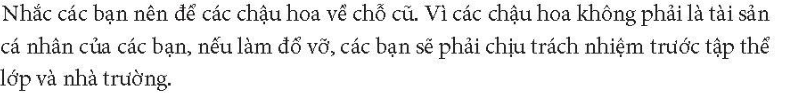 Nhắc các bạn nên để các chậu hoa về chỗ cũ. Vì các chậu hoa không phải là tài sản
cá nhân của các bạn, nếu làm đổ vỡ, các bạn sẽ phải chịu trách nhiệm trước tập thể
lớp và nhà trường.